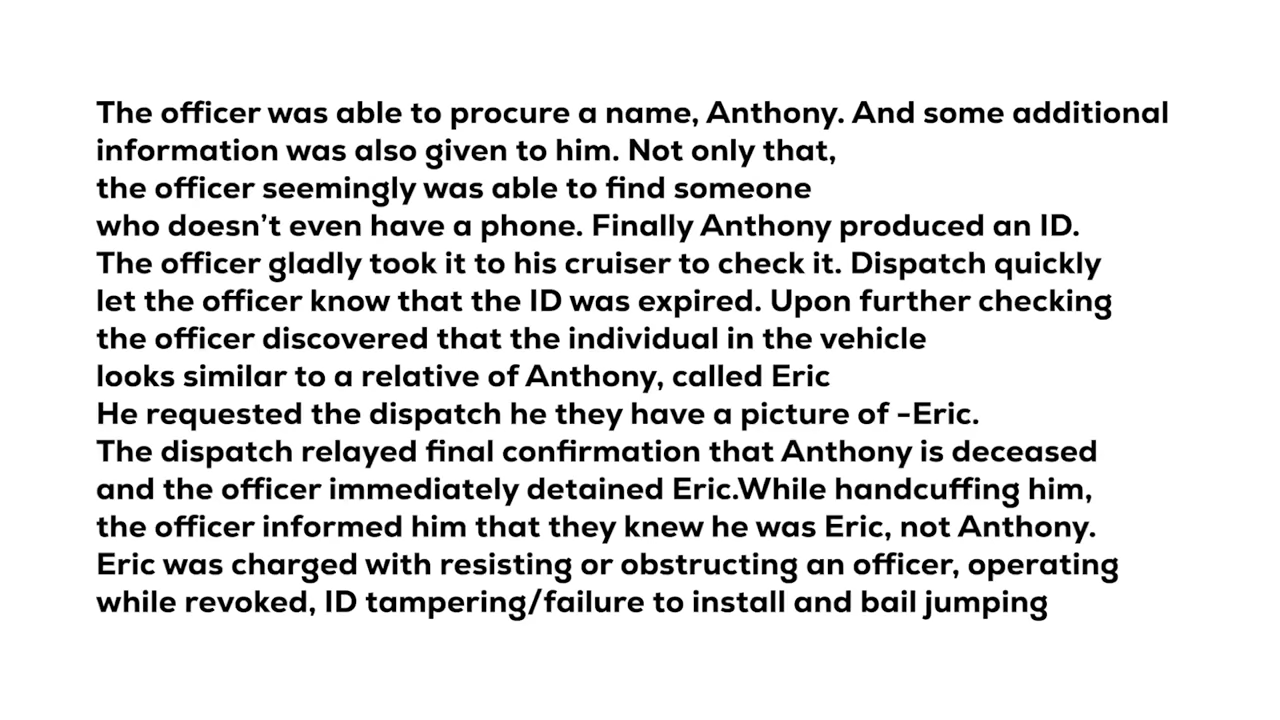 The officer was able to procure a name, Anthony. And some additional
information was also given to him. Not only that,
the officer seemingly was able to find someone
who doesn’t even have a phone. Finally Anthony produced an ID.
The officer gladly took it to his cruiser to check it. Dispatch quickly
let the officer know that the ID was expired. Upon further checking
the officer discovered that the individual in the vehicle
looks similar to a relative of Anthony, called Eric
He requested the dispatch he they have a picture of -Eric.
The dispatch relayed final confirmation that Anthony is deceased
and the officer immediately detained Eric.While handcuffing him,
the officer informed him that they knew he was Eric, not Anthony.
Eric was charged with resisting or obstructing an officer, operating
while revoked, ID tampering/failure to install and bail jumping